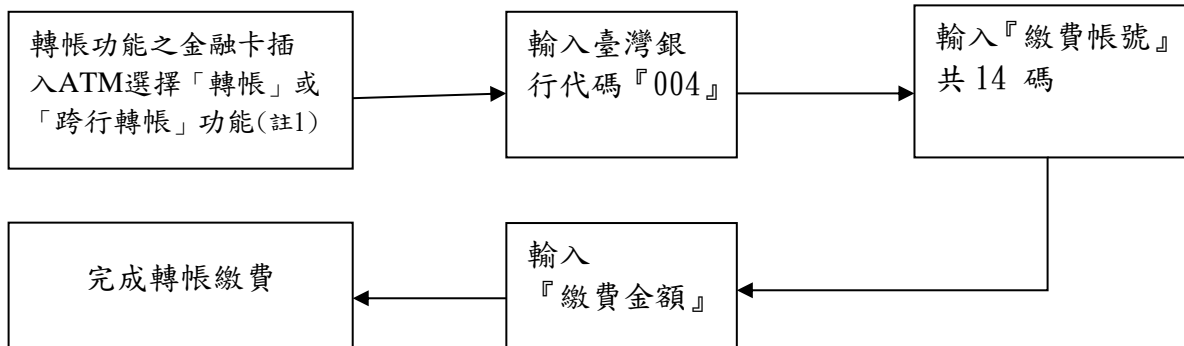 轉帳功能之金融卡插
入ATM選擇「轉帳」或
「跨行轉帳」功能(註1)
輸入臺灣銀
行代碼『004』
輸入『繳費帳號』
共 14 碼
輸入
『繳費金額』
完成轉帳繳費